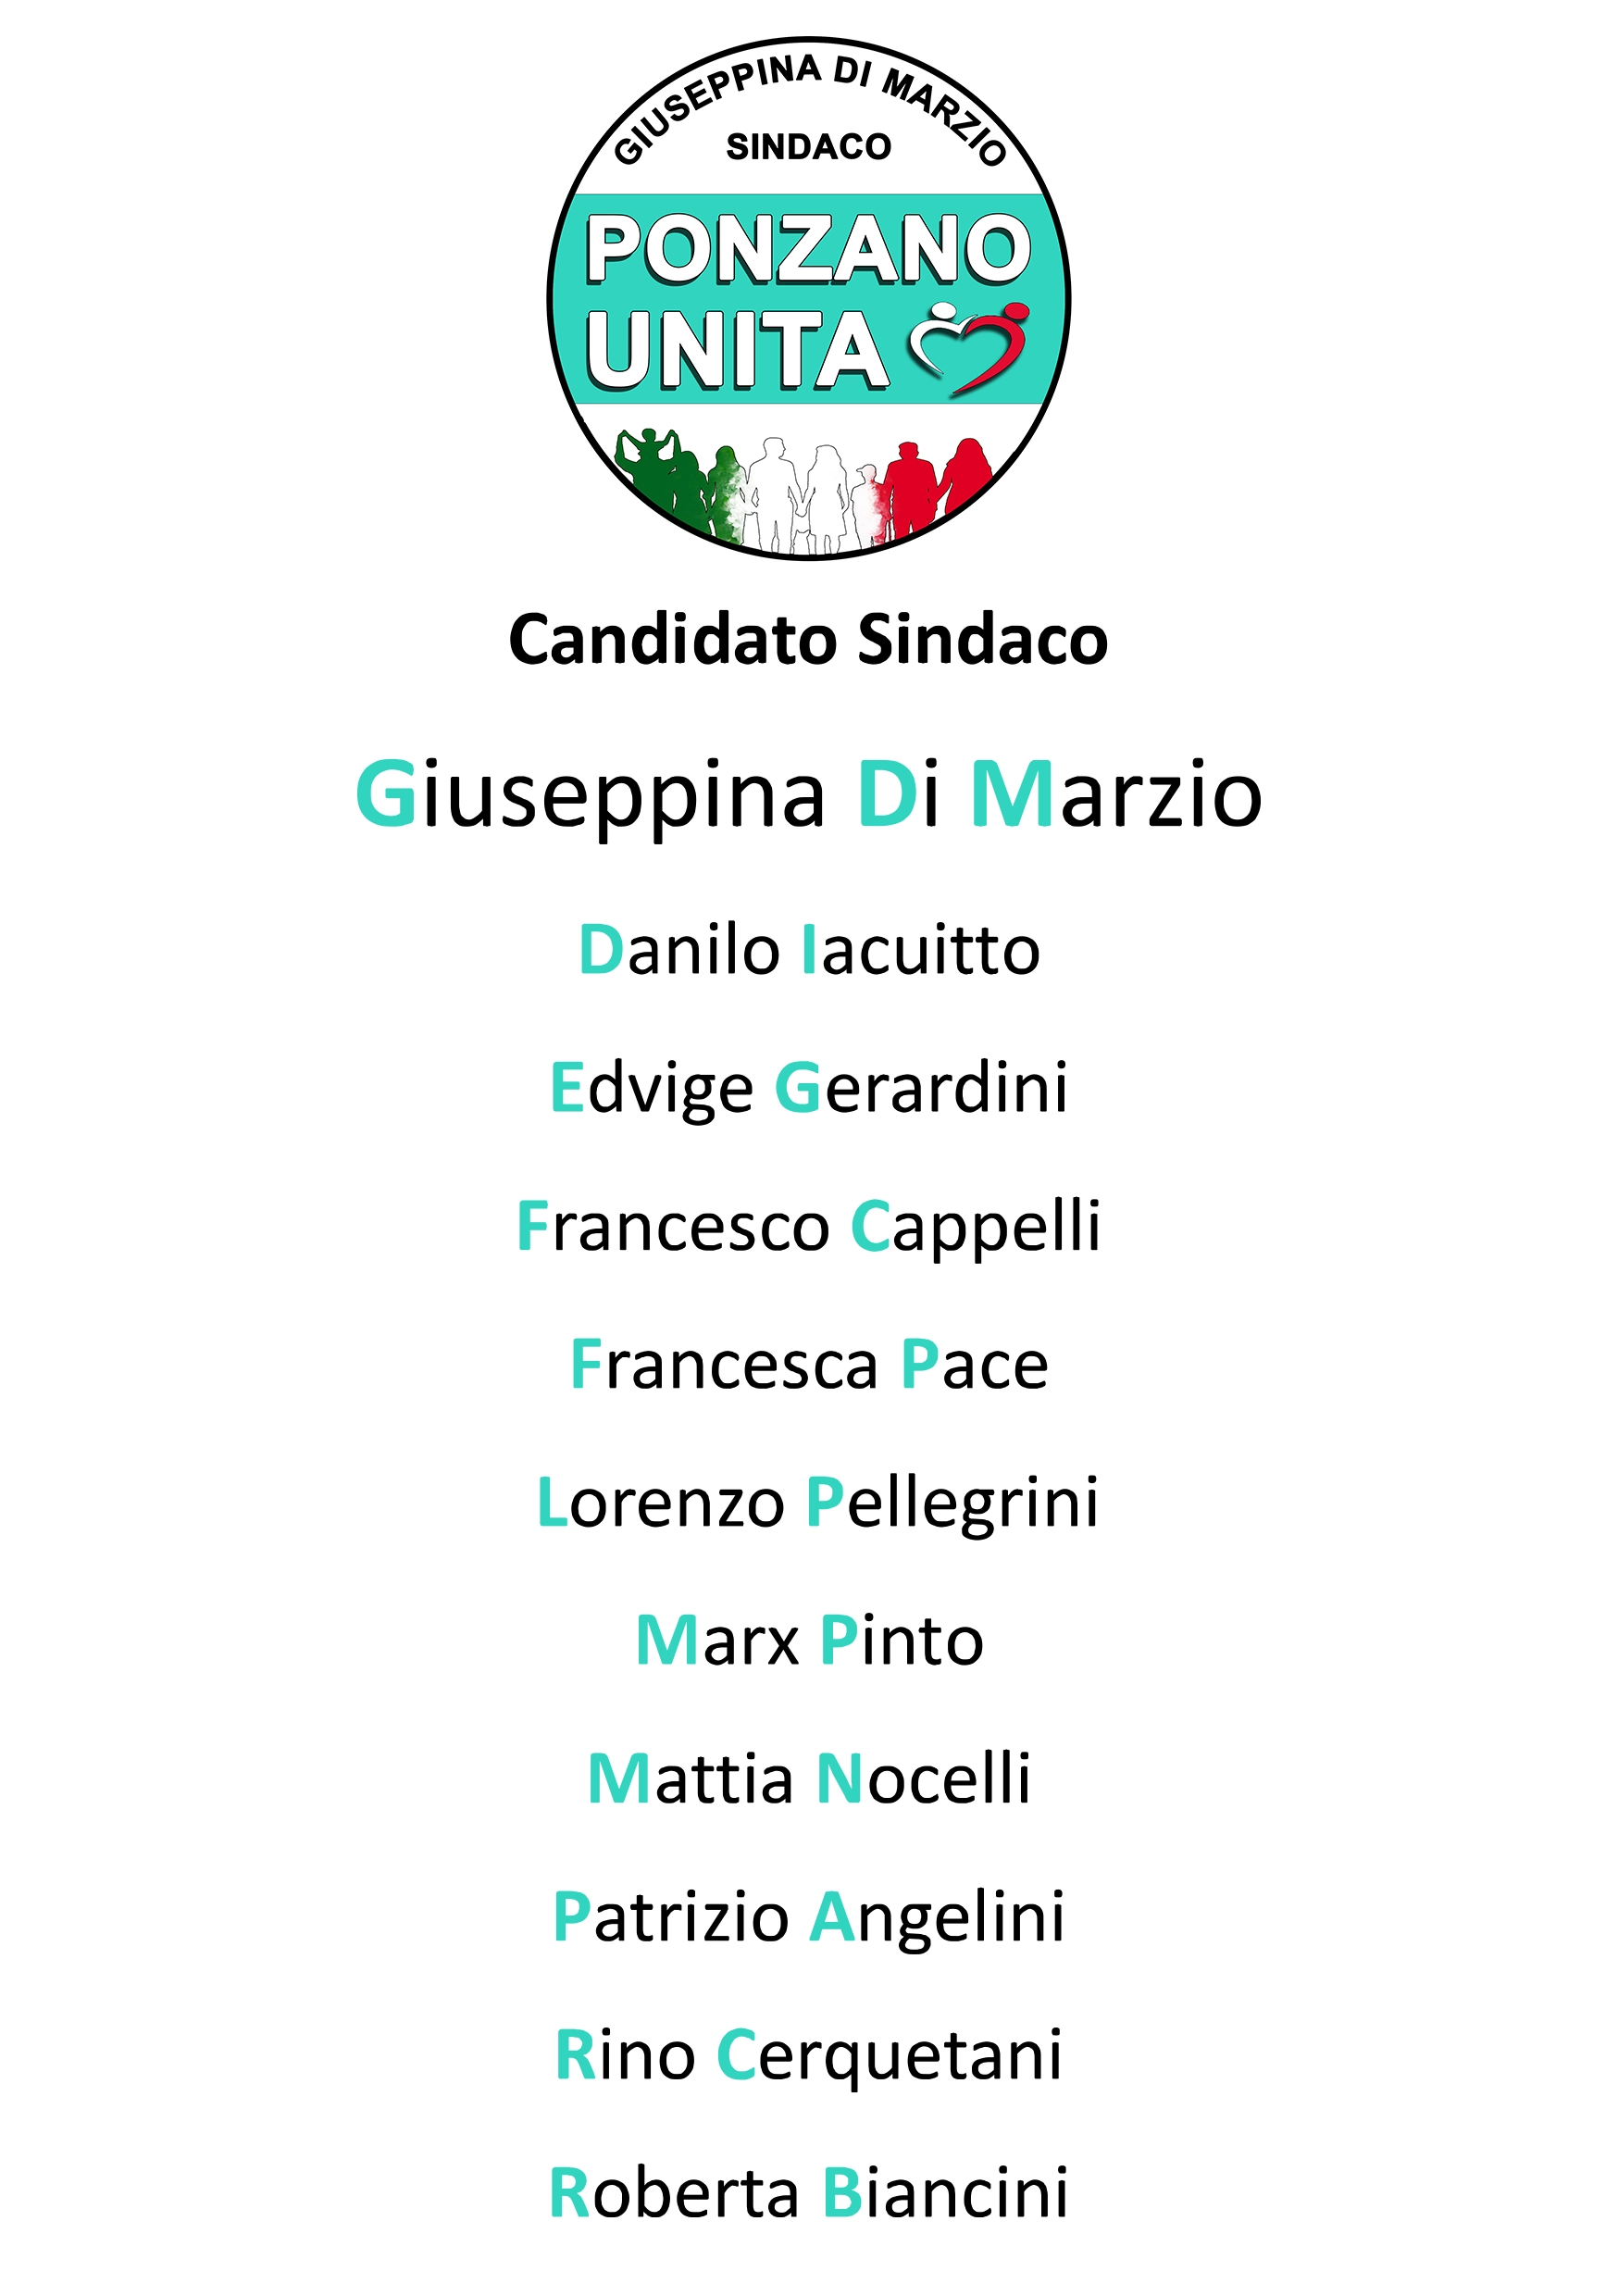 GIUSEPPINA DI MARZIO
SINDACO
PONZANO
UNITA
Candidato Sindaco
Giuseppina Di Marzio
Danilo Iacuitto
Edvige Gerardini
Francesco Cappelli
Francesca Pace
Lorenzo Pellegrini
Marx Pinto
Mattia Nocelli
Patrizio Angelini
Rino Cerquetani
Roberta Biancini